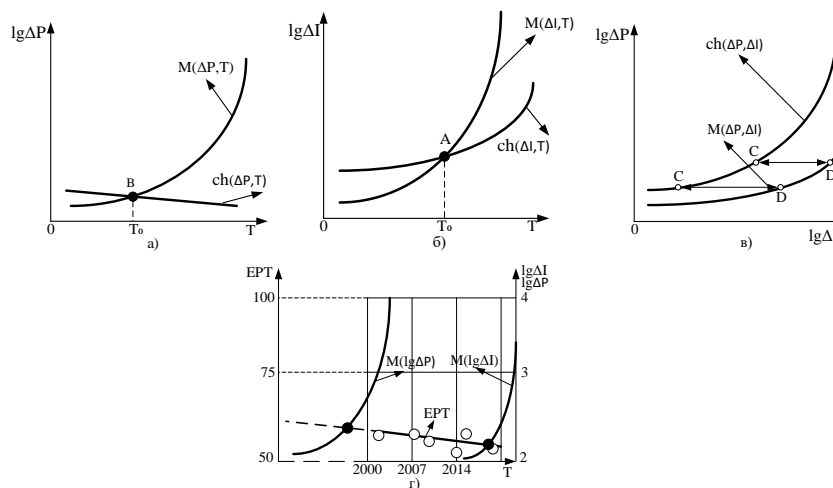 lgΔP
M(ΔP,T)
B
ch(ΔP,T)
0
T₀
T
а)
lgΔI
M(ΔI,T)
A
ch(ΔI,T)
0
T₀
T
б)
lgΔP
ch(ΔP,ΔI)
M(ΔP,ΔI)
C
D
C
D
0
lgΔ
в)
EPT
lgΔI
lgΔP
100
4
M(lgΔP)
M(lgΔI)
75
3
EPT
50
2
2000
2007
2014
T
г)